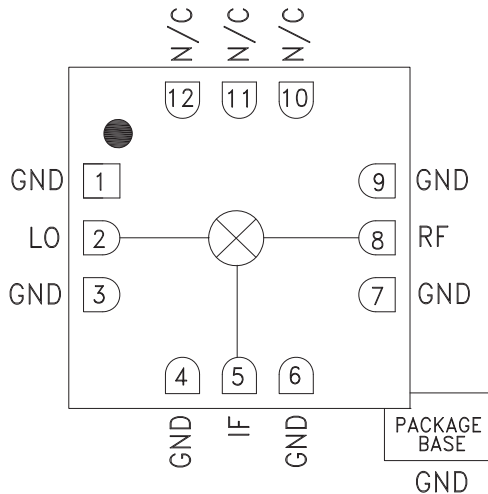 N/C N/C N/C
12 11 10
GND 1 9 GND
LO 2 8 RF
GND 3 7 GND
4 5 6
GND IF GND
PACKAGE
BASE
GND